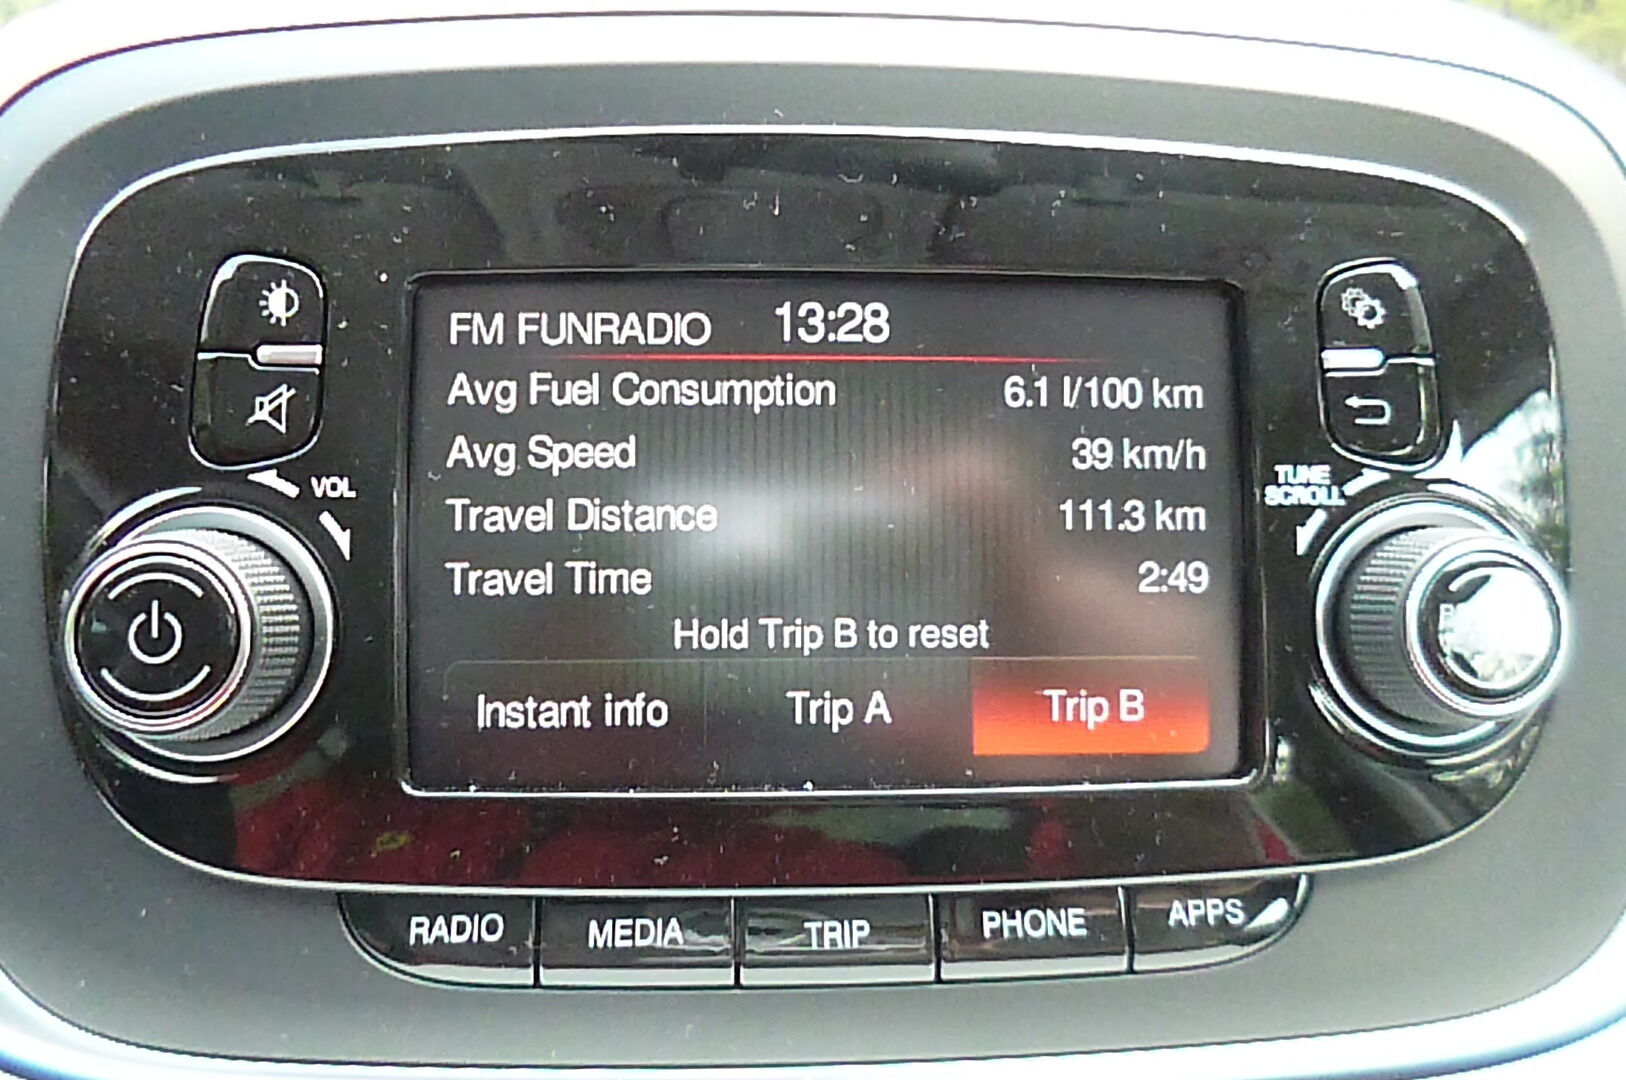 FM FUNRADIO 13:28
Avg Fuel Consumption 6.1 l/100 km
Avg Speed 39 km/h
VOL
TUNE
SCROLL
Travel Distance 111.3 km
Travel Time 2:49
Hold Trip B to reset
Instant info Trip A Trip B
RADIO MEDIA TRIP PHONE APPS